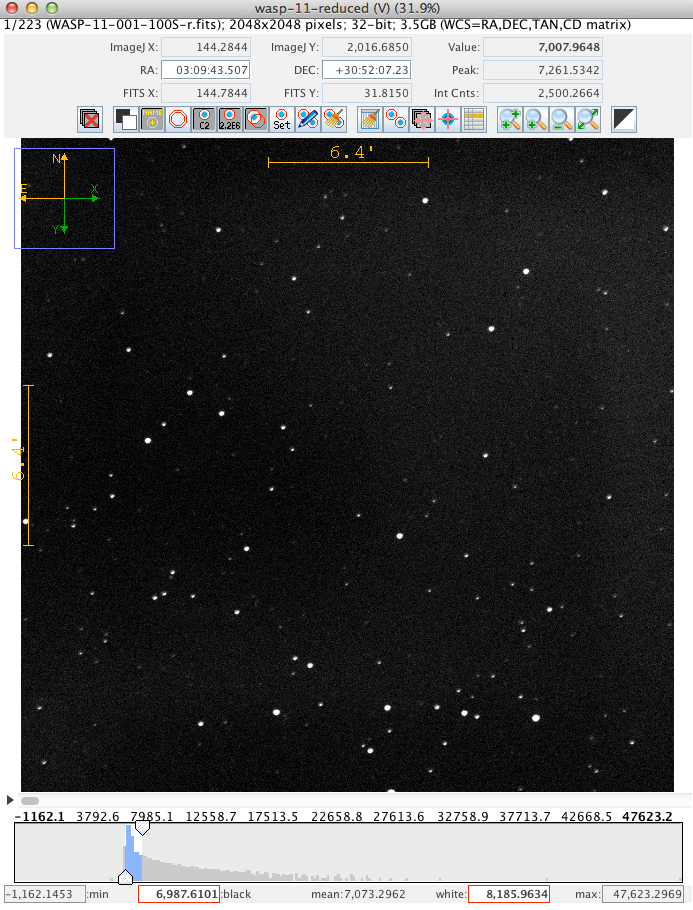 wasp-11-reduced (V) (31.9%)
1/223 (WASP-11-001-100S-r.fits); 2048x2048 pixels; 32-bit; 3.5GB (WCS=RA,DEC,TAN,CD matrix)
ImageJ X: 144.2844 ImageJ Y: 2,016.6850 Value: 7,007.9648
RA: 03:09:43.507 DEC: +30:52:07.23 Peak: 7,261.5342
FITS X: 144.7844 FITS Y: 31.8150 Int Cnts: 2,500.2664
NAME C2 2.2E6 Set
6.4'
N
E X
Y
6.4'
-1162.1 3792.6 7985.1 12558.7 17513.5 22658.8 27613.6 32758.9 37713.7 42668.5 47623.2
-1,162.1453 :min 6,987.6101 :black mean:7,073.2962 white: 8,185.9634 max: 47,623.2969